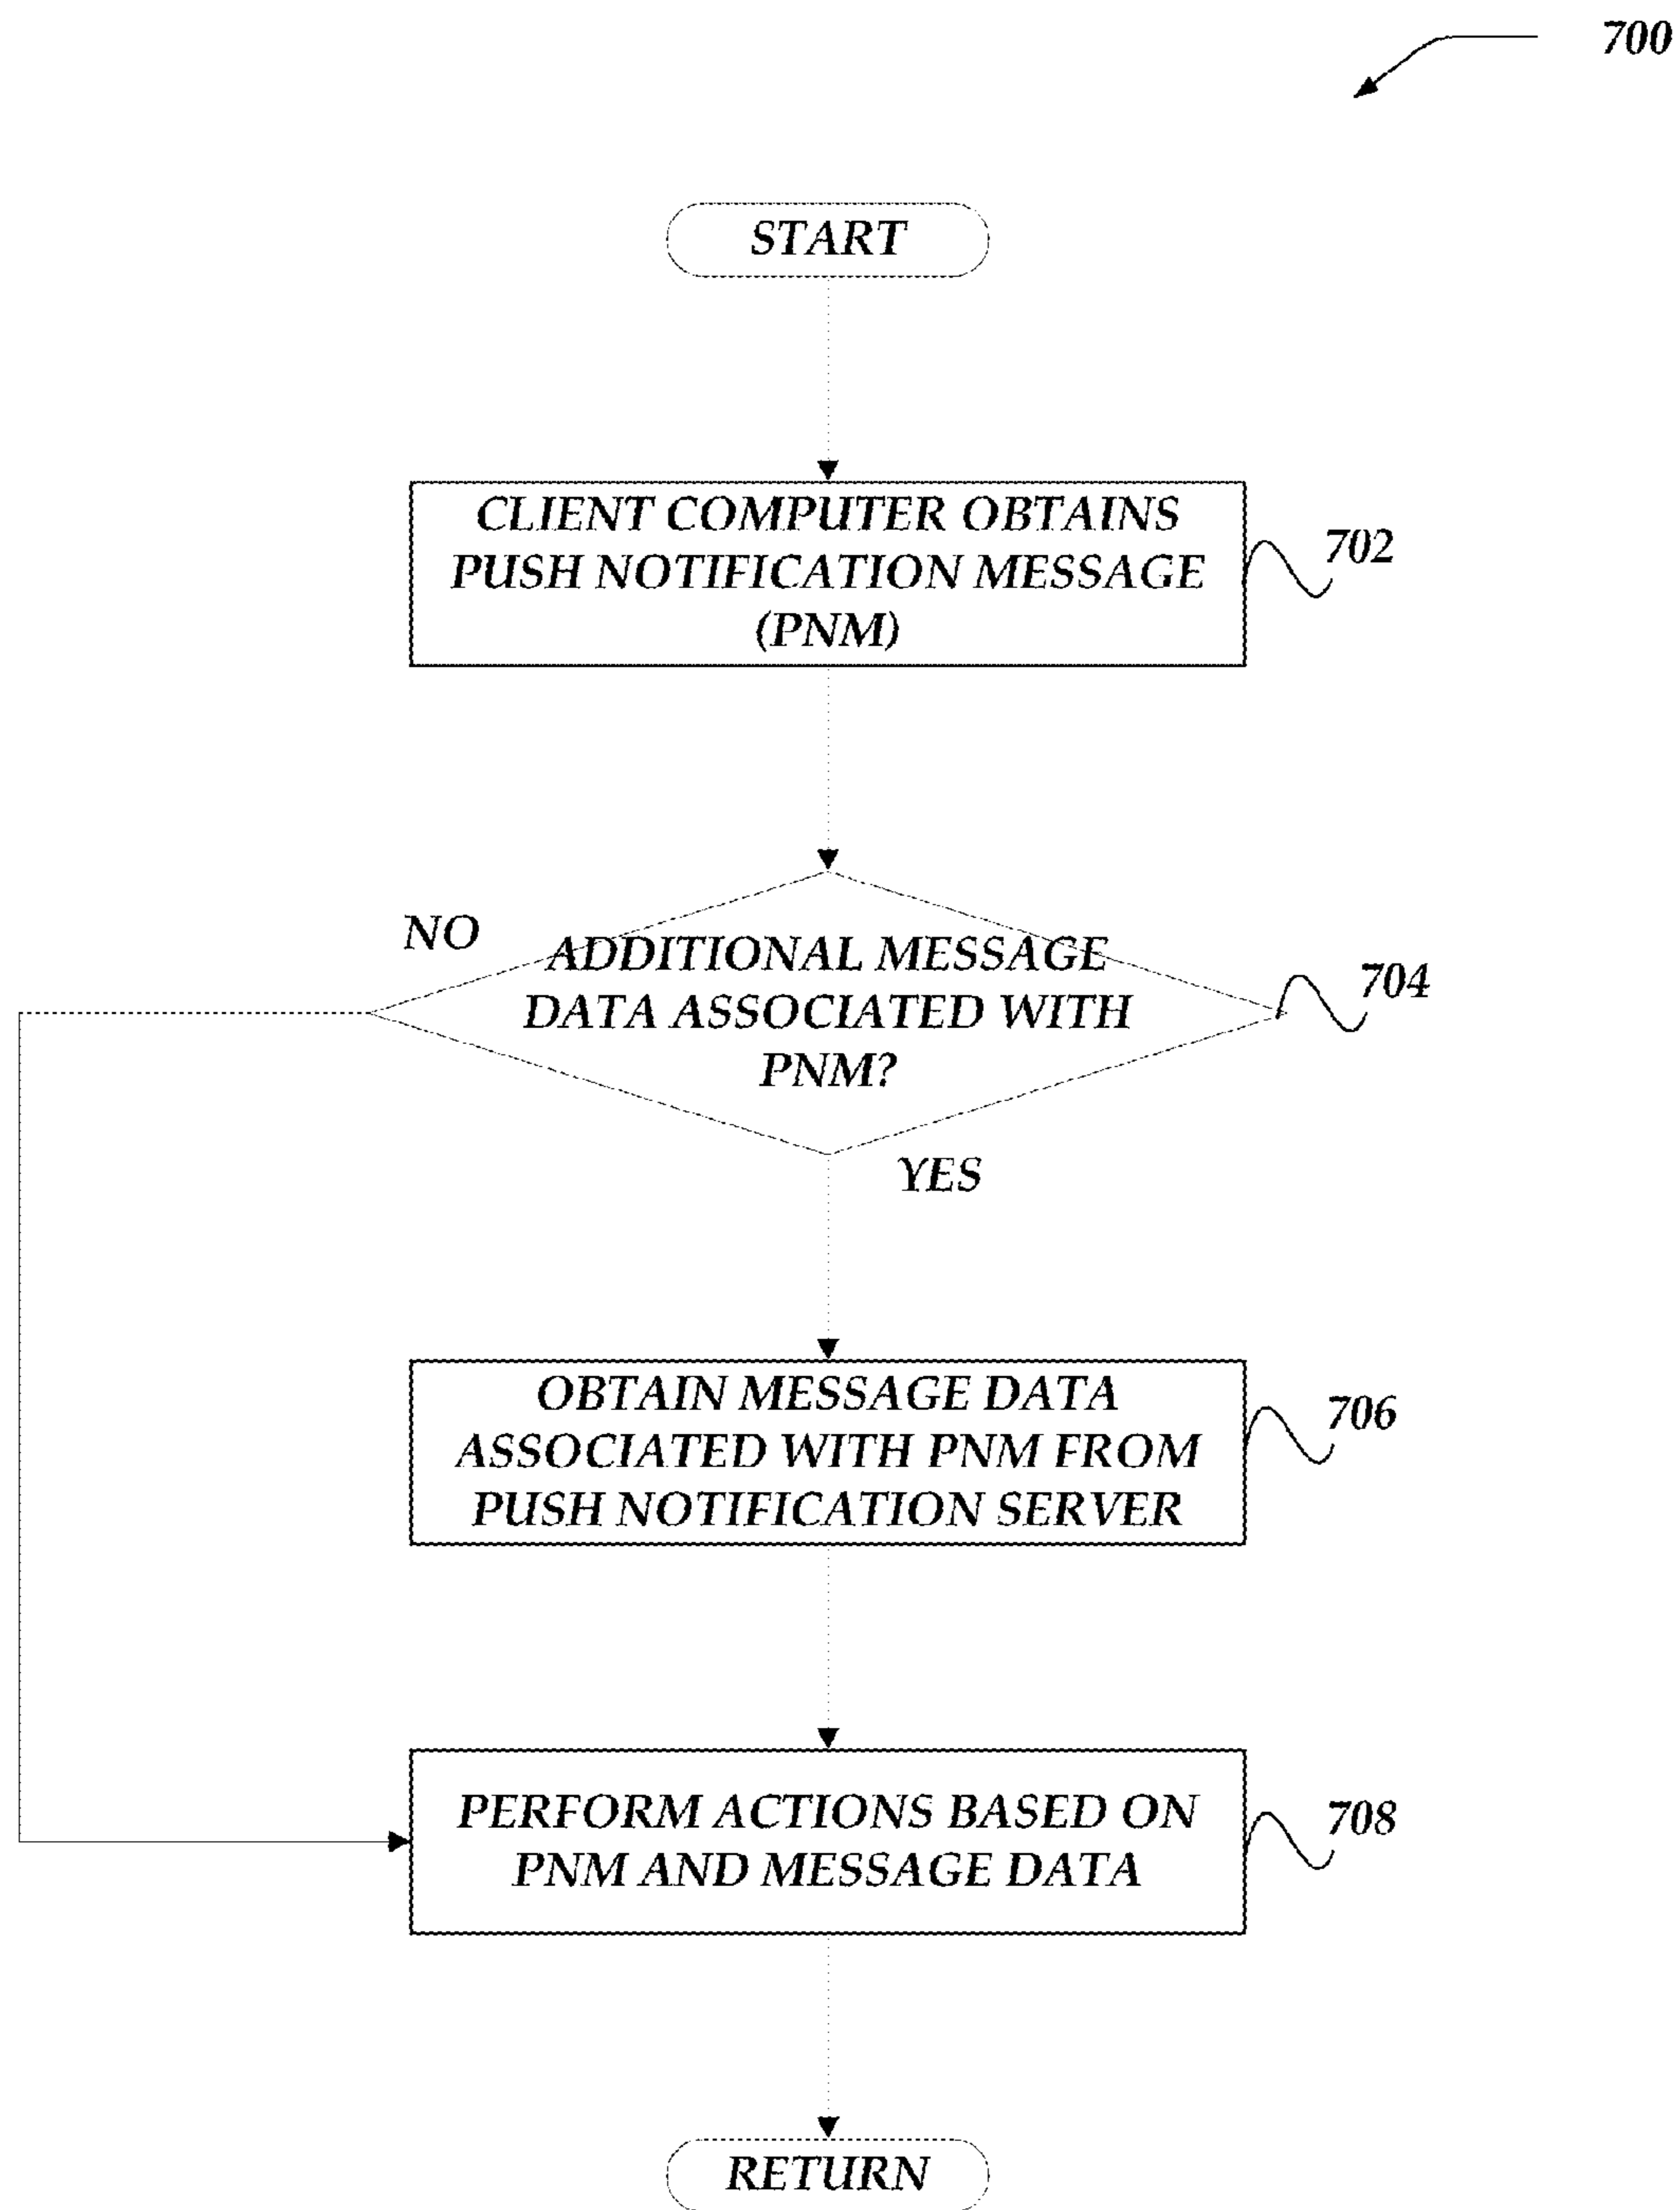 700
START
CLIENT COMPUTER OBTAINS
PUSH NOTIFICATION MESSAGE
(PNM)
702
NO
ADDITIONAL MESSAGE
DATA ASSOCIATED WITH
PNM?
704
YES
OBTAIN MESSAGE DATA
ASSOCIATED WITH PNM FROM
PUSH NOTIFICATION SERVER
706
PERFORM ACTIONS BASED ON
PNM AND MESSAGE DATA
708
RETURN